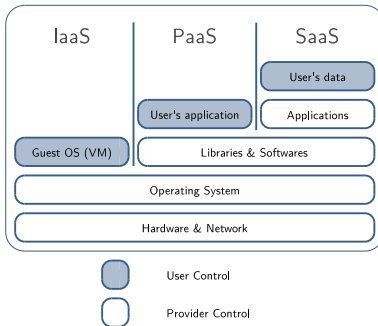 IaaS PaaS SaaS
User's data
User's application Applications
Guest OS (VM) Libraries & Softwares
Operating System
Hardware & Network
User Control
Provider Control